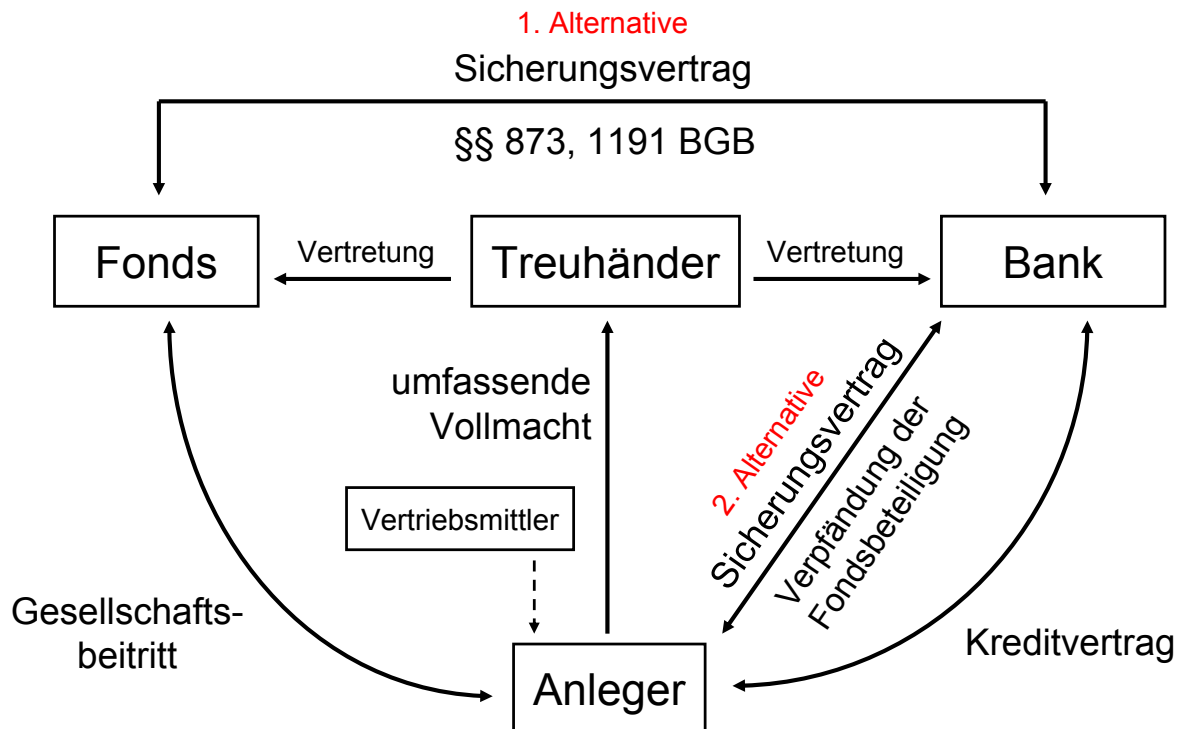 1. Alternative
Sicherungsvertrag
§§ 873, 1191 BGB
Fonds
Vertretung
Treuhänder
Vertretung
Bank
umfassende
Vollmacht
2. Alternative
Sicherungsvertrag
Verpfändung der
Fondsbeteiligung
Vertriebsmittler
Gesellschafts-
beitritt
Kreditvertrag
Anleger